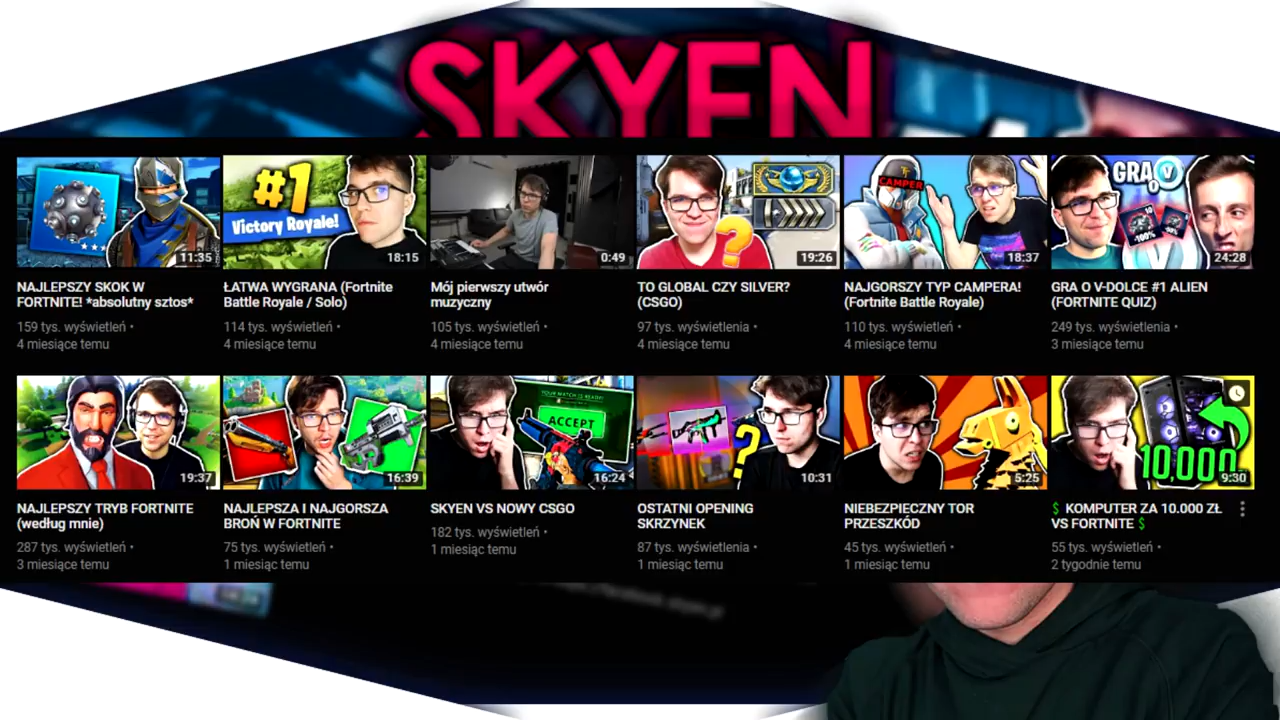 SKYEN
#1
Victory Royale!
CAMPER
GRA
O V
-100%
11:35
18:15
0:49
19:26
18:37
24:28
NAJLEPSZY SKOK W
FORTNITE! *absolutny sztos*
159 tys. wyświetleń •
4 miesiące temu
ŁATWA WYGRANA (Fortnite
Battle Royale / Solo)
114 tys. wyświetleń •
4 miesiące temu
Mój pierwszy utwór
muzyczny
105 tys. wyświetleń •
4 miesiące temu
TO GLOBAL CZY SILVER?
(CSGO)
97 tys. wyświetlenia •
4 miesiące temu
NAJGORSZY TYP CAMPERA!
(Fortnite Battle Royale)
110 tys. wyświetleń •
4 miesiące temu
GRA O V-DOLCE #1 ALIEN
(FORTNITE QUIZ)
249 tys. wyświetlenia •
3 miesiące temu
?
YOUR MATCH IS READY!
ACCEPT
?
10,000
19:37
16:39
16:24
10:31
5:25
9:30
NAJLEPSZY TRYB FORTNITE
(według mnie)
287 tys. wyświetleń •
3 miesiące temu
NAJLEPSZA I NAJGORSZA
BROŃ W FORTNITE
75 tys. wyświetleń •
1 miesiąc temu
SKYEN VS NOWY CSGO
182 tys. wyświetleń •
1 miesiąc temu
OSTATNI OPENING
SKRZYNEK
87 tys. wyświetlenia •
1 miesiąc temu
NIEBEZPIECZNY TOR
PRZESZKÓD
45 tys. wyświetleń •
1 miesiąc temu
$ KOMPUTER ZA 10.000 ZŁ
VS FORTNITE $
55 tys. wyświetleń •
2 tygodnie temu